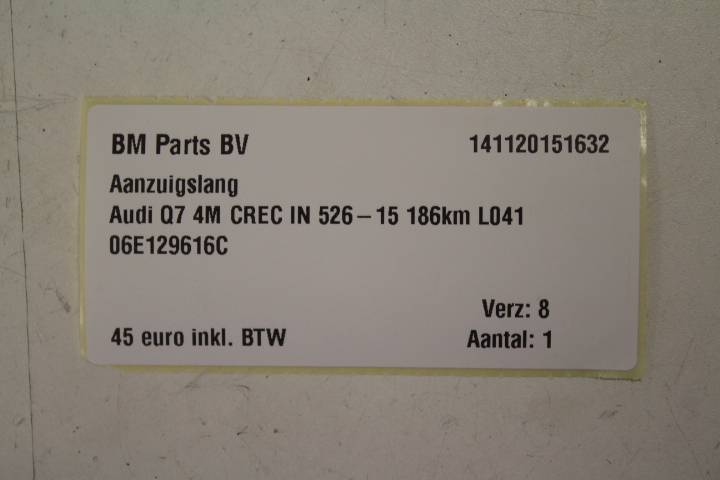 BM Parts BV 141120151632
Aanzuigslang
Audi Q7 4M CREC IN 526–15 186km L041
06E129616C
Verz: 8
45 euro inkl. BTW Aantal: 1